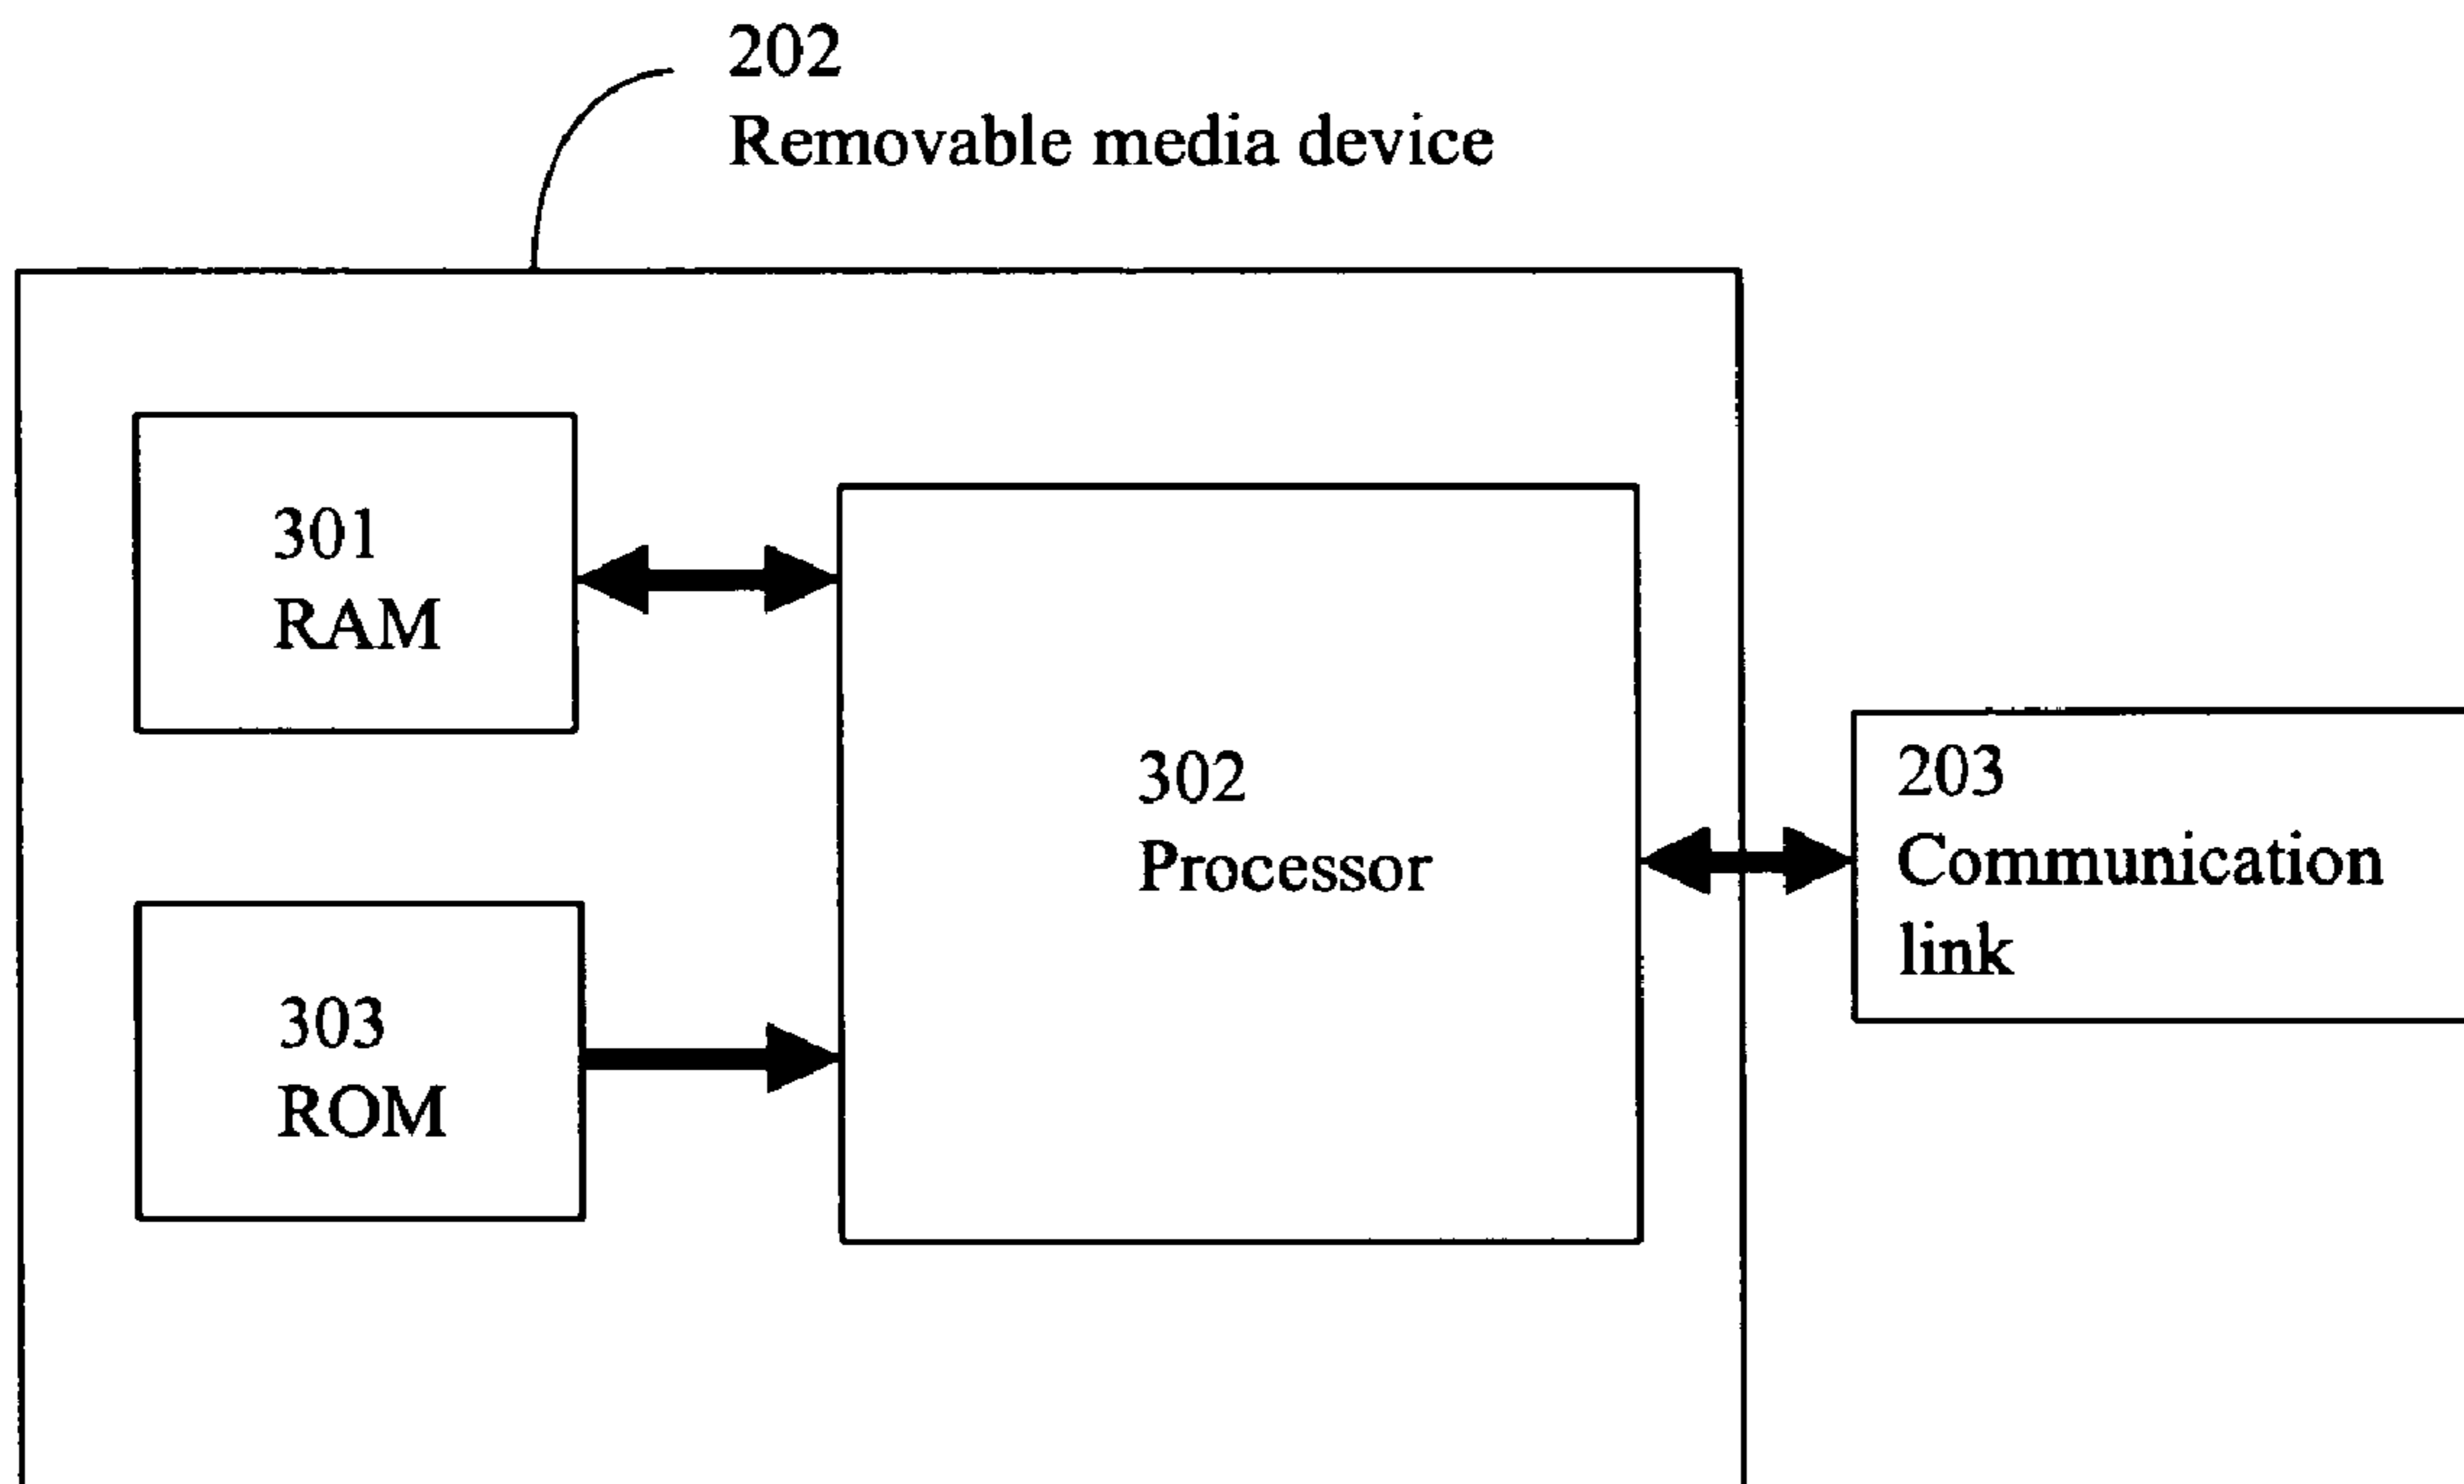 202
Removable media device
301
RAM
302
Processor
203
Communication
link
303
ROM